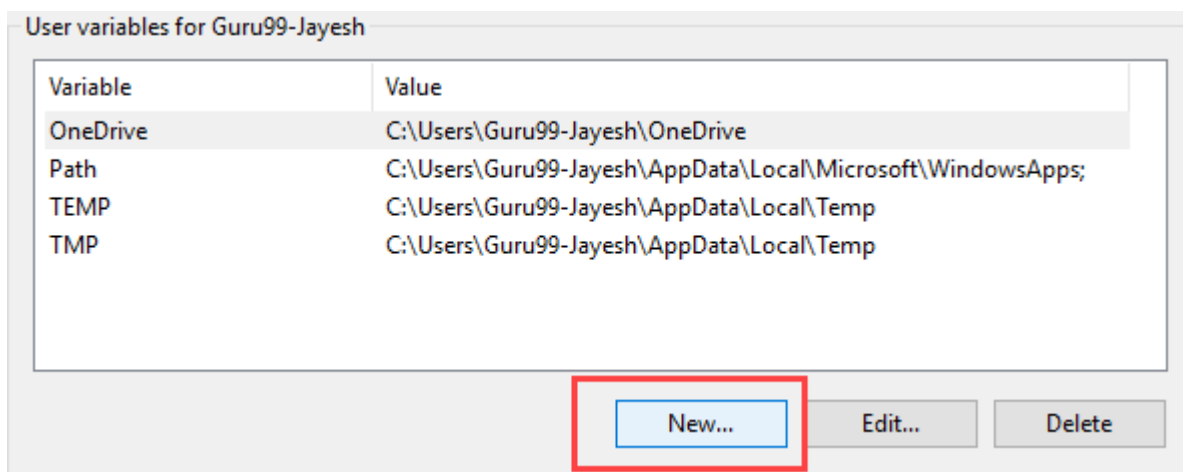 User variables for Guru99-Jayesh
Variable Value
OneDrive C:\Users\Guru99-Jayesh\OneDrive
Path C:\Users\Guru99-Jayesh\AppData\Local\Microsoft\WindowsApps;
TEMP C:\Users\Guru99-Jayesh\AppData\Local\Temp
TMP C:\Users\Guru99-Jayesh\AppData\Local\Temp
New... Edit... Delete